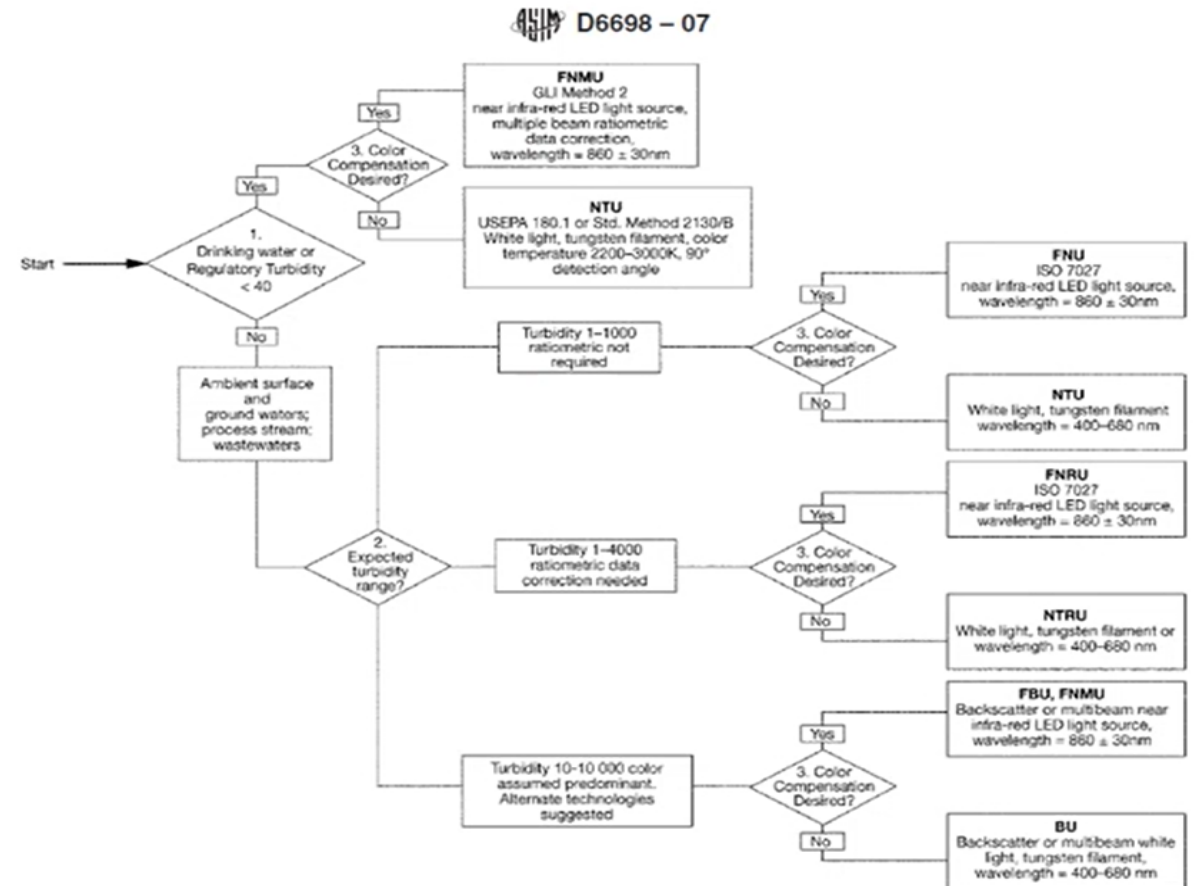 ASTM D6698 – 07
FNMU
GLI Method 2
near infra-red LED light source,
multiple beam ratiometric
data correction,
wavelength = 860 ± 30nm
Yes
3. Color
Compensation
Desired?
Yes
No
NTU
USEPA 180.1 or Std. Method 2130/B
White light, tungsten filament, color
temperature 2200–3000K, 90°
detection angle
Start
1.
Drinking water or
Regulatory Turbidity
< 40
No
Ambient surface
and
ground waters;
process stream;
wastewaters
2.
Expected
turbidity
range?
Turbidity 1–1000
ratiometric not
required
3. Color
Compensation
Desired?
Yes
FNU
ISO 7027
near infra-red LED light source,
wavelength = 860 ± 30nm
No
NTU
White light, tungsten filament
wavelength = 400–680 nm
Turbidity 1–4000
ratiometric data
correction needed
3. Color
Compensation
Desired?
Yes
FNRU
ISO 7027
near infra-red LED light source,
wavelength = 860 ± 30nm
No
NTRU
White light, tungsten filament or
wavelength = 400–680 nm
Turbidity 10-10 000 color
assumed predominant.
Alternate technologies
suggested
3. Color
Compensation
Desired?
Yes
FBU, FNMU
Backscatter or multibeam near
infra-red LED light source,
wavelength = 860 ± 30nm
No
BU
Backscatter or multibeam white
light, tungsten filament,
wavelength = 400–680 nm